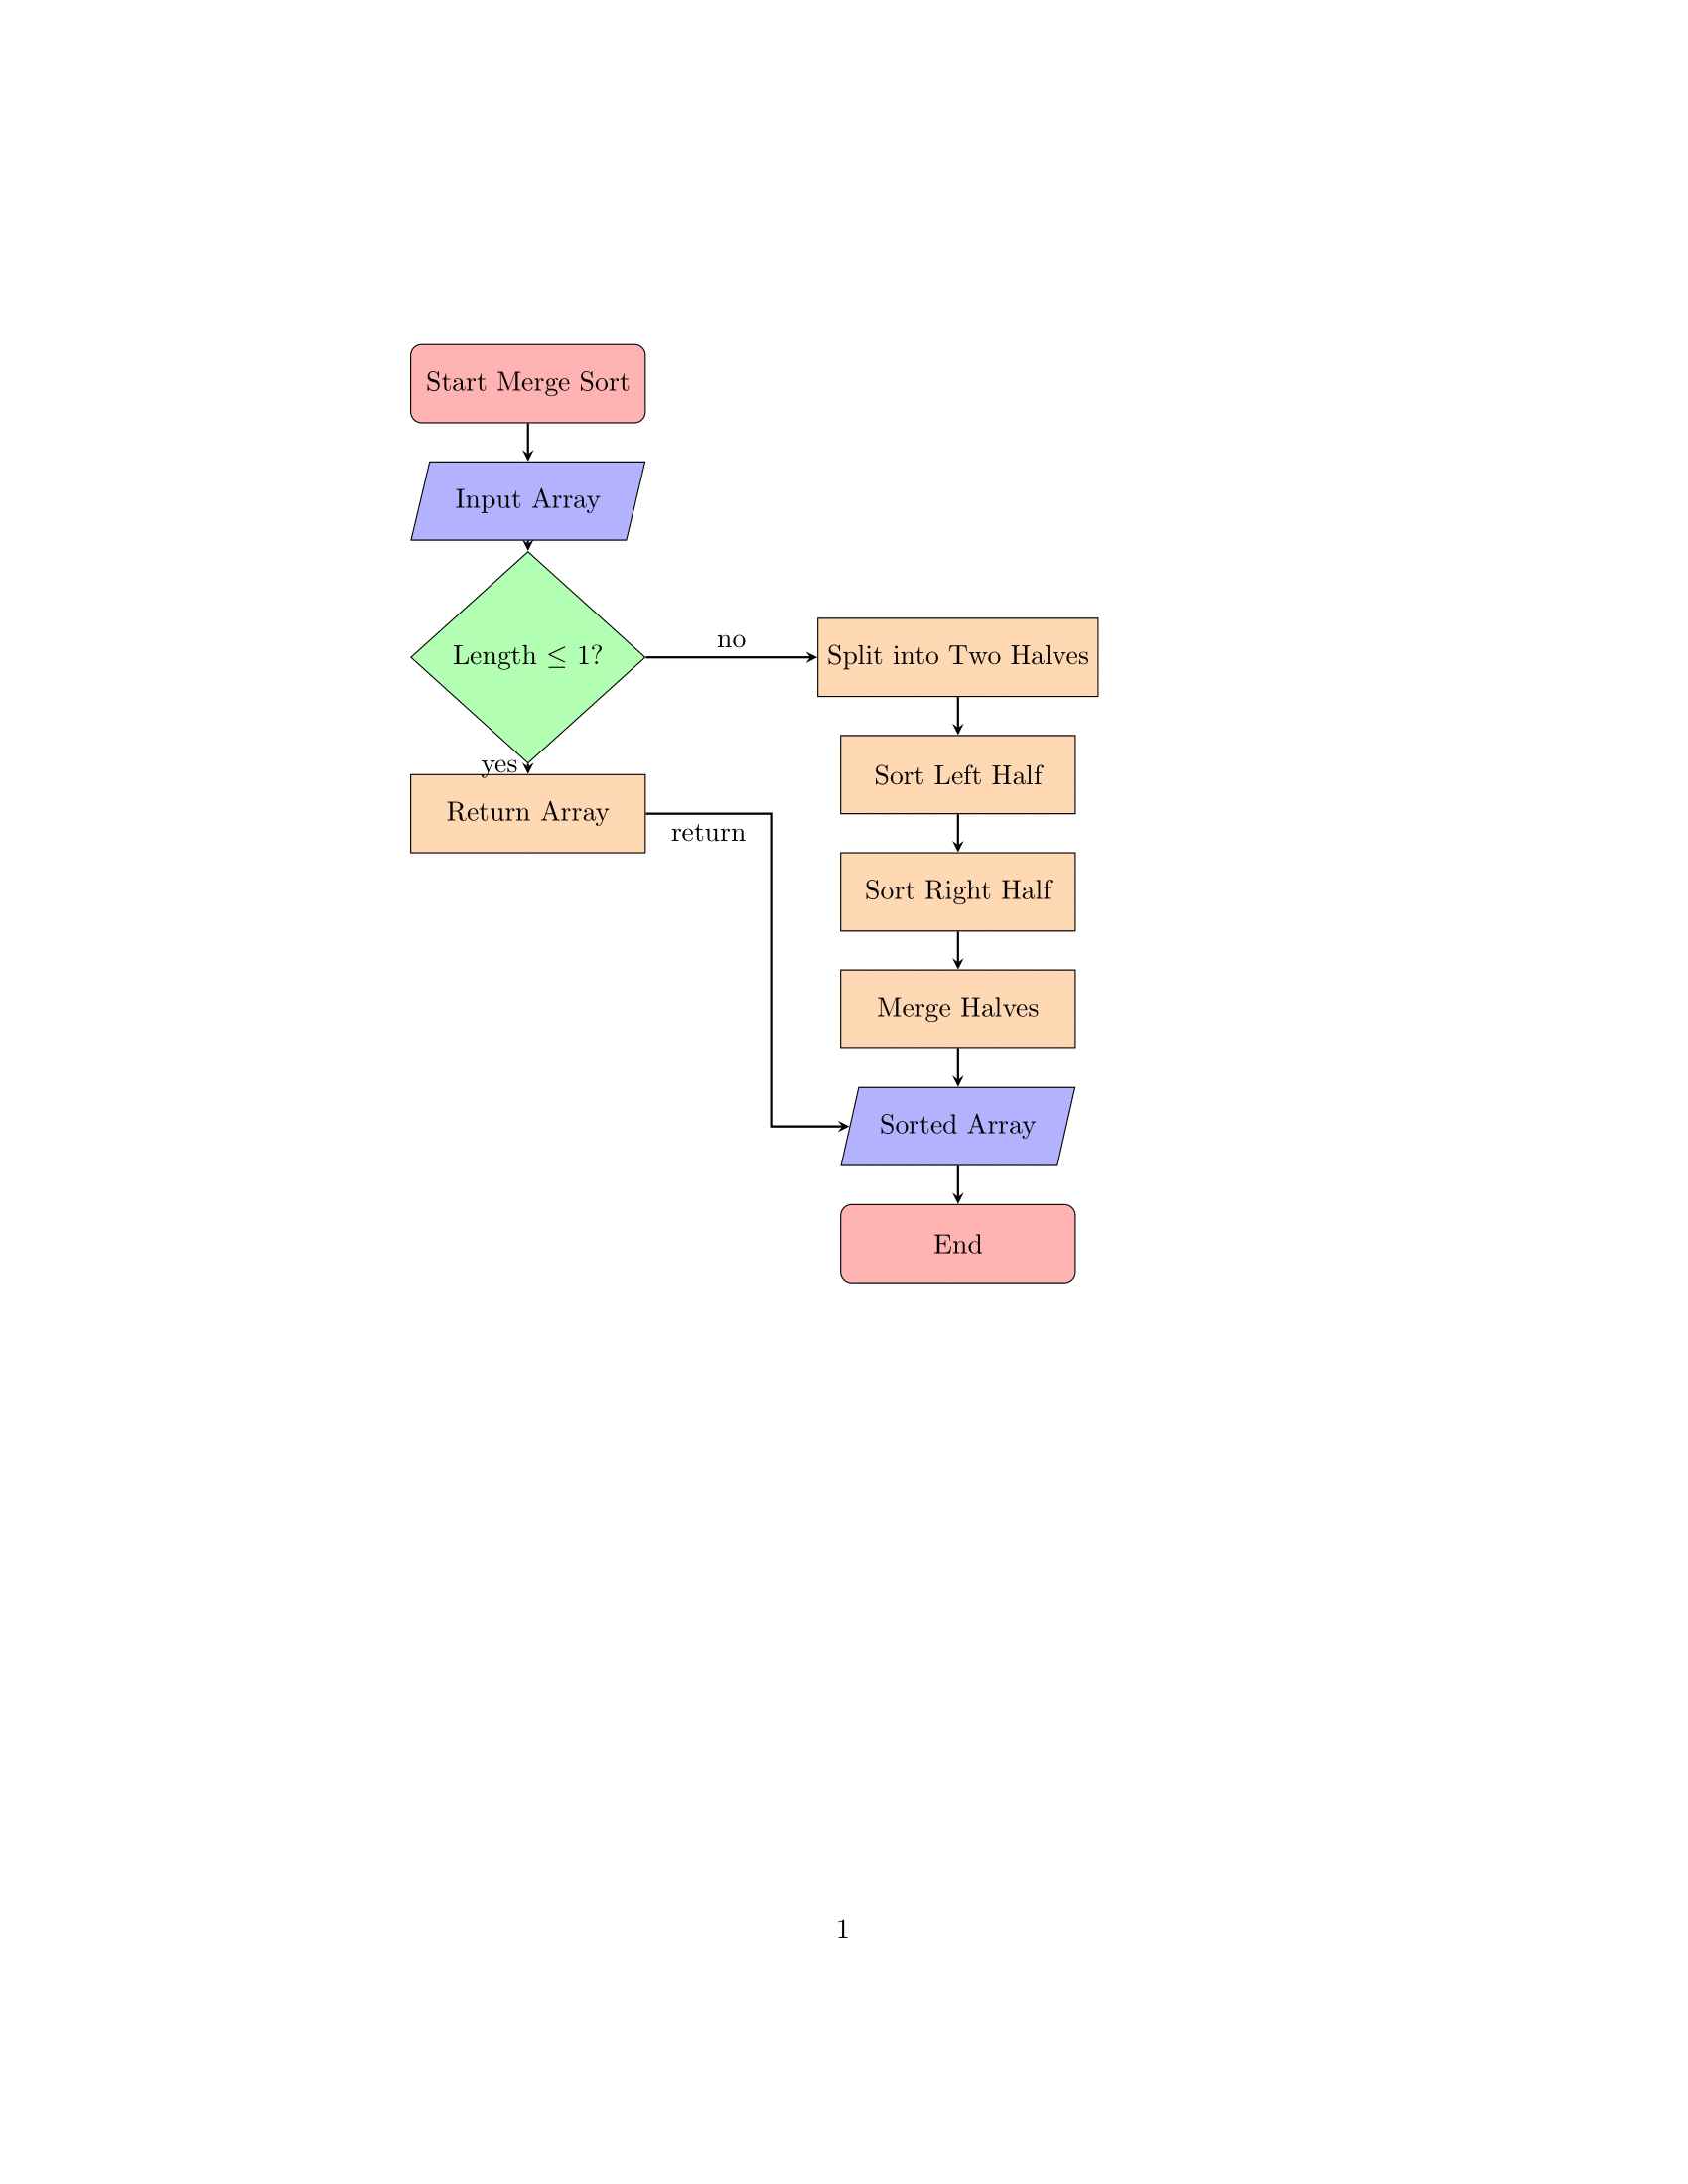 Start Merge Sort
Input Array
Length ≤ 1?
no
Split into Two Halves
yes
Sort Left Half
Return Array
return
Sort Right Half
Merge Halves
Sorted Array
End
1